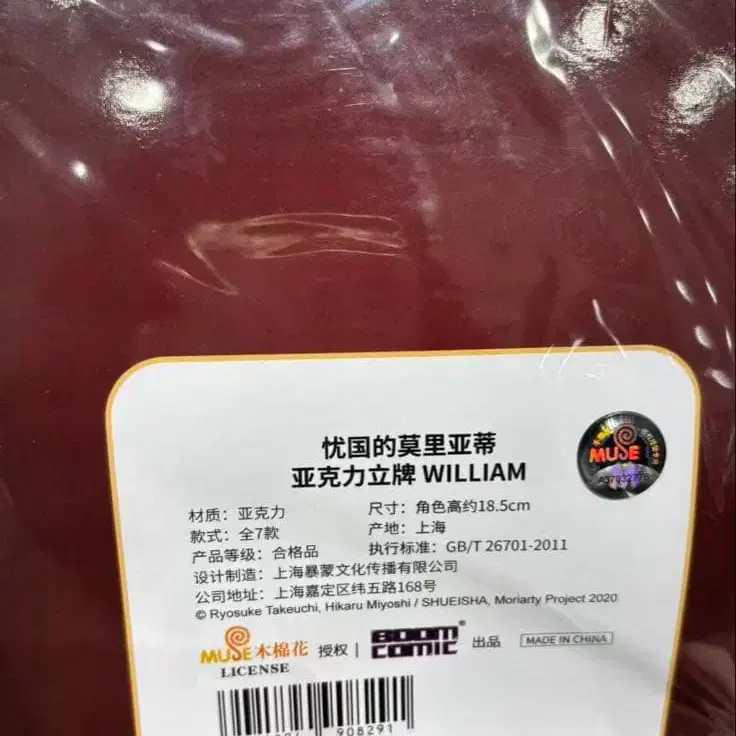 忧国的莫里亚蒂
亚克力立牌 WILLIAM
MUSE
材质：亚克力
尺寸：角色高约18.5cm
款式：全7款
产地：上海
产品等级：合格品
执行标准：GB/T 26701-2011
设计制造：上海暴蒙文化传播有限公司
公司地址：上海嘉定区纬五路168号
© Ryosuke Takeuchi, Hikaru Miyoshi / SHUEISHA, Moriarty Project 2020
MUSE木棉花 授权 | BOOM COMIC® 出品 MADE IN CHINA
LICENSE
908291